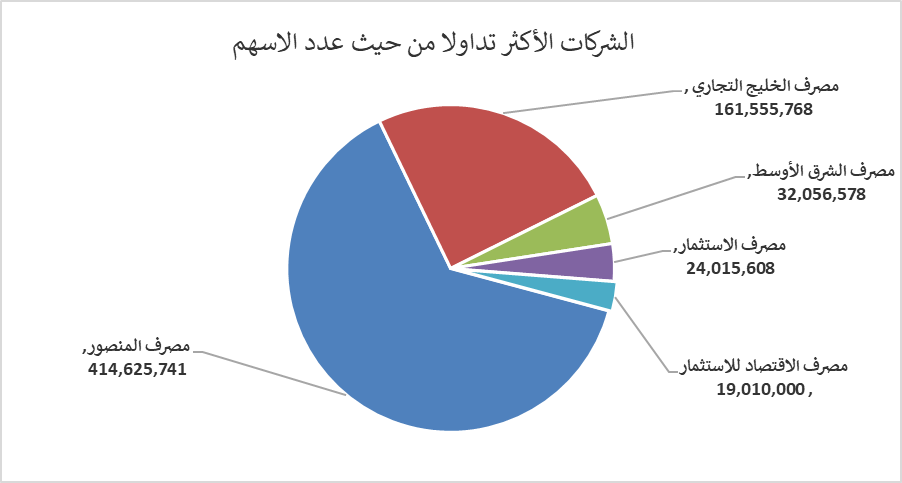 الشركات الأكثر تداولا من حيث عدد الاسهم
مصرف الخليج التجاري ,
161,555,768
مصرف الشرق الأوسط,
32,056,578
مصرف الاستثمار,
24,015,608
مصرف الاقتصاد للاستثمار
19,010,000 ,
مصرف المنصور,
414,625,741